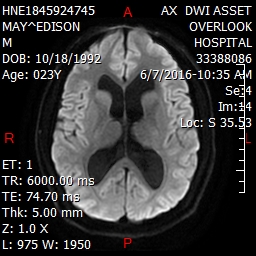 HNE1845924745
MAY^EDISON
M
DOB: 10/18/1992
Age: 023Y
AX DWI ASSET
OVERLOOK
HOSPITAL
33388086
6/7/2016-10:35 AM
Se:4
Im:14
Loc: S 35.53
A
R
L
P
ET: 1
TR: 6000.00 ms
TE: 74.70 ms
Thk: 5.00 mm
Z: 1.0 X
L: 975 W: 1950